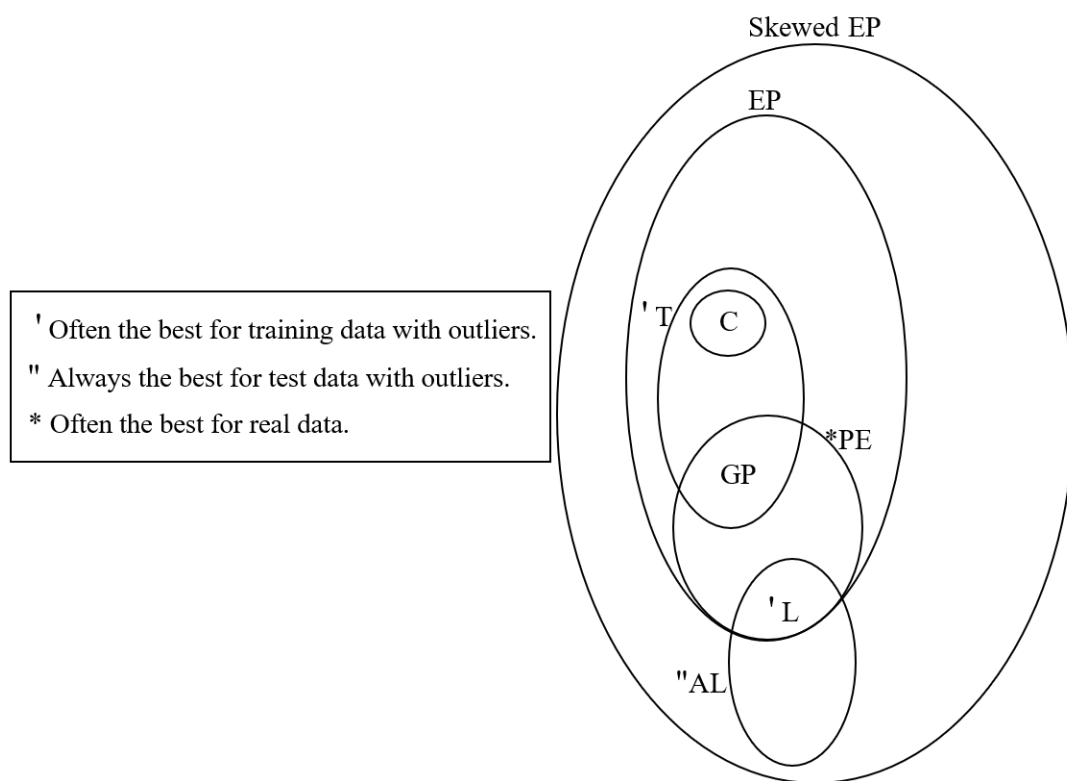 Skewed EP
EP
' T
C
' Often the best for training data with outliers.
" Always the best for test data with outliers.
* Often the best for real data.
*PE
GP
' L
"AL